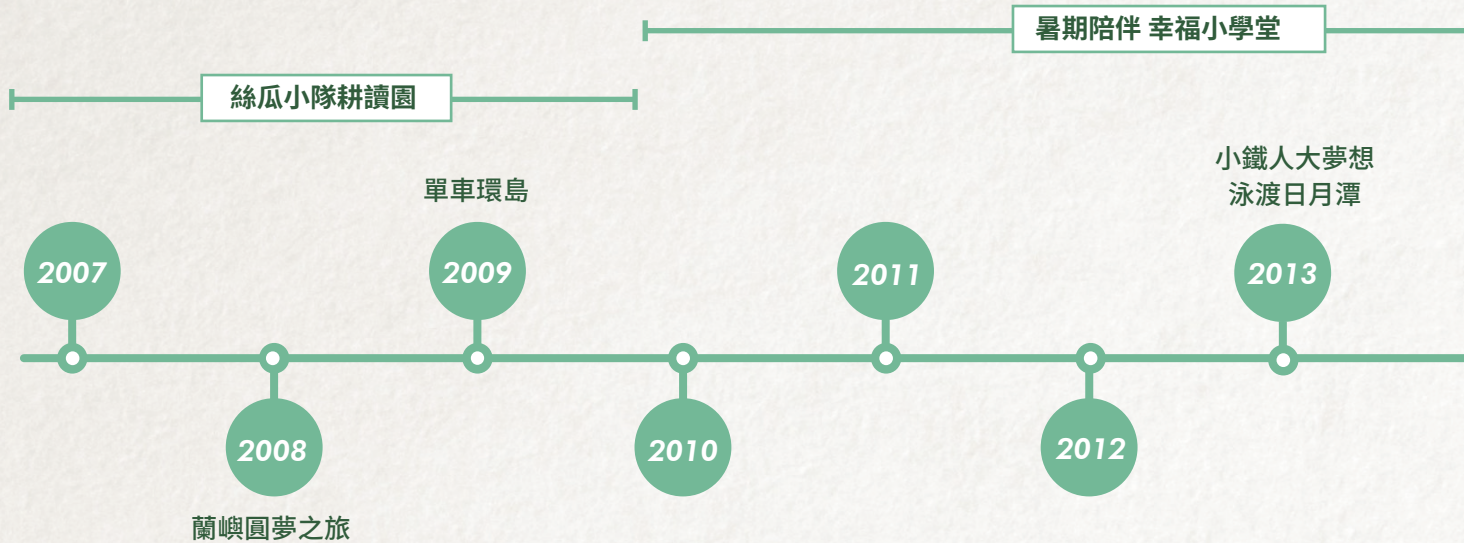 暑期陪伴 幸福小學堂
絲瓜小隊耕讀園
小鐵人大夢想
泳渡日月潭
單車環島
2007
2009
2011
2013
2008
2010
2012
蘭嶼圓夢之旅